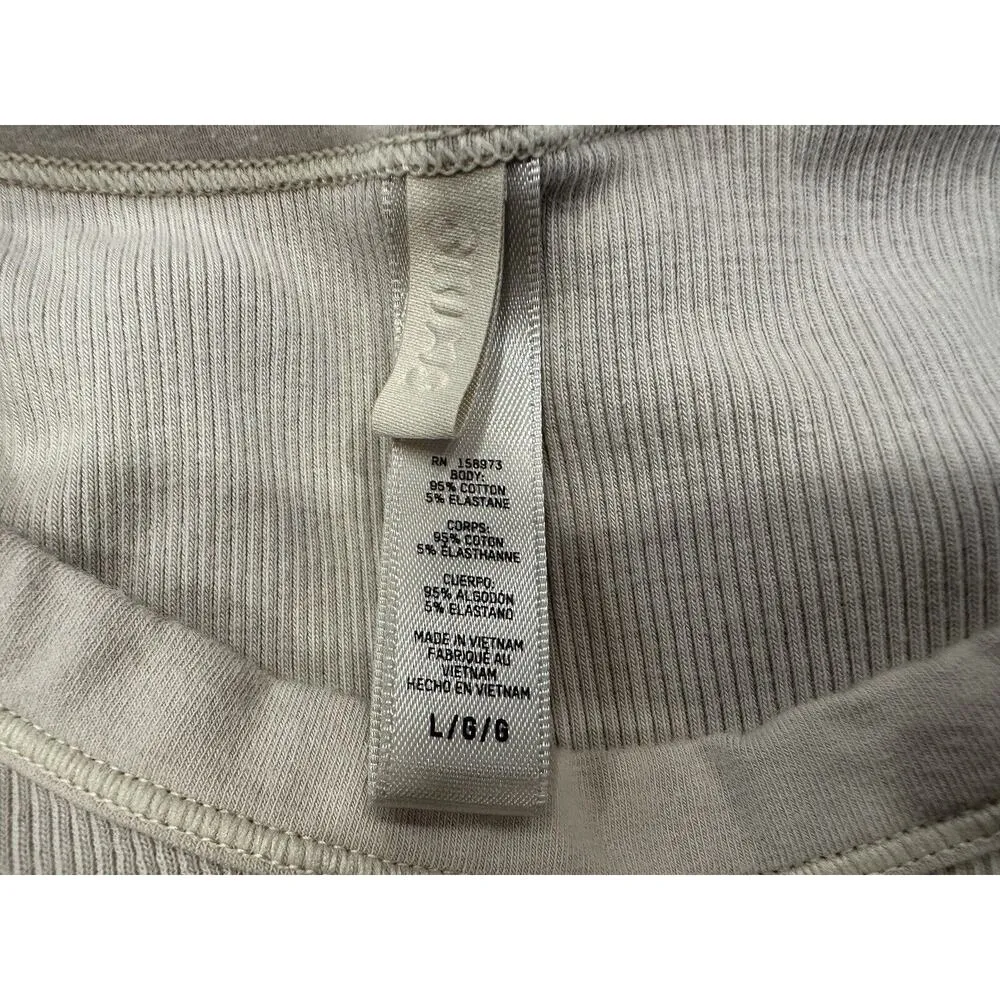 RN 158973
BODY:
95% COTTON
5% ELASTANE
CORPS:
95% COTON
5% ÉLASTHANNE
CUERPO:
95% ALGODÓN
5% ELASTANO
MADE IN VIETNAM
FABRIQUÉ AU
VIETNAM
HECHO EN VIETNAM
L/G/G